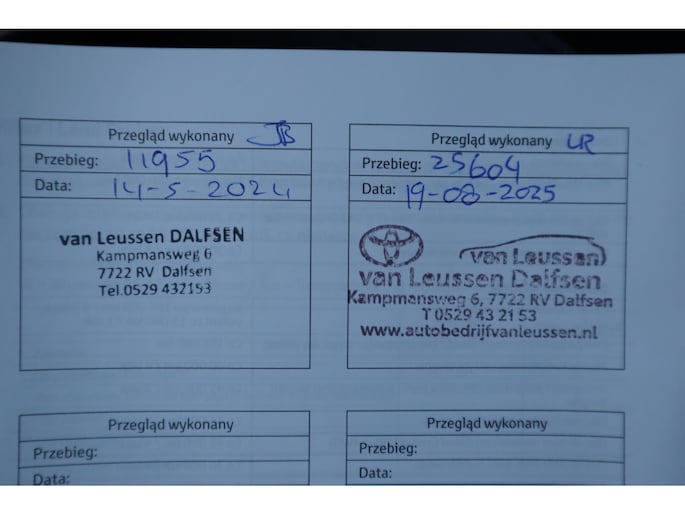 Przegląd wykonany JB
Przebieg: 11955
Data: 14-5-2024
van Leussen DALFSEN
Kampmansweg 6
7722 RV Dalfsen
Tel.0529 432153
Przegląd wykonany LR
Przebieg: 25604
Data: 19-08-2025
van Leussen
van Leussen Dalfsen
Kampmansweg 6, 7722 RV Dalfsen
T 0529 43 21 53
www.autobedrijfvanleussen.nl
Przegląd wykonany
Przebieg:
Data:
Przegląd wykonany
Przebieg:
Data: